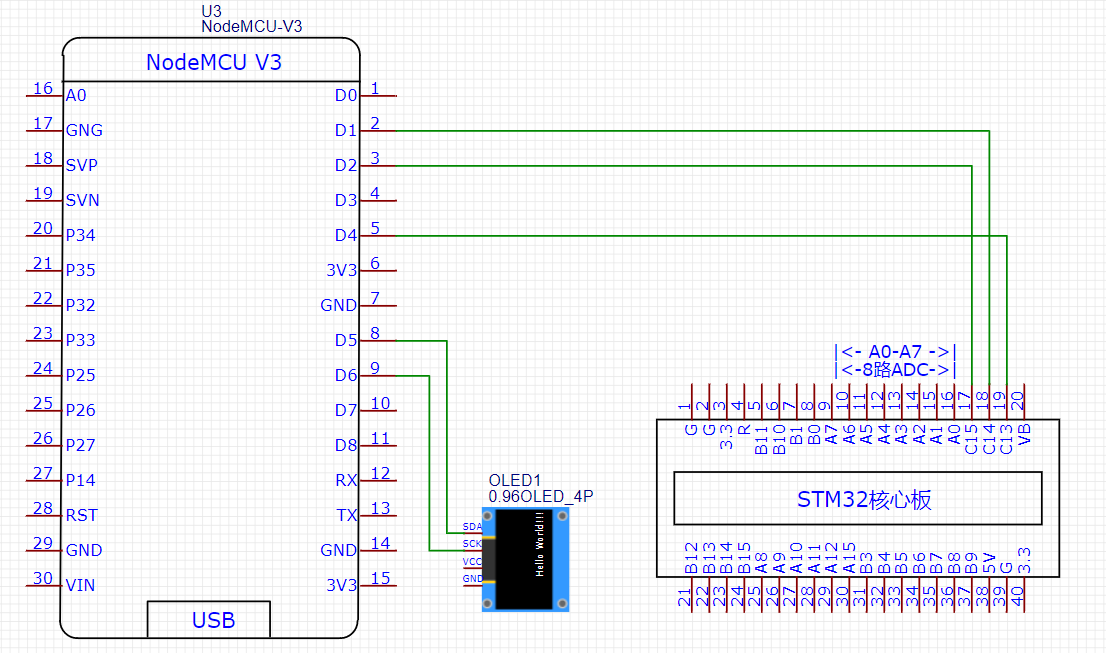 U3
NodeMCU-V3
NodeMCU V3
16 A0 D0 1
17 GNG D1 2
18 SVP D2 3
19 SVN D3 4
20 P34 D4 5
21 P35 3V3 6
22 P32 GND 7
23 P33 D5 8
24 P25 D6 9
25 P26 D7 10
26 P27 D8 11
27 P14 RX 12
28 RST TX 13
29 GND GND 14
30 VIN 3V3 15
USB
OLED1
0.96OLED_4P
SDA
SCK
VCC
GND
Hello World!!!
|<- A0-A7 ->|
|<-8路ADC->|
1 2 3 4 5 6 7 8 9 10 11 12 13 14 15 16 17 18 19 20
G G 3.3 R B11 B10 B1 B0 A7 A6 A5 A4 A3 A2 A1 A0 C15 C14 C13 VB
STM32核心板
B12 B13 B14 B15 A8 A9 A10 A11 A12 A15 B3 B4 B5 B6 B7 B8 B9 5V G 3.3
21 22 23 24 25 26 27 28 29 30 31 32 33 34 35 36 37 38 39 40